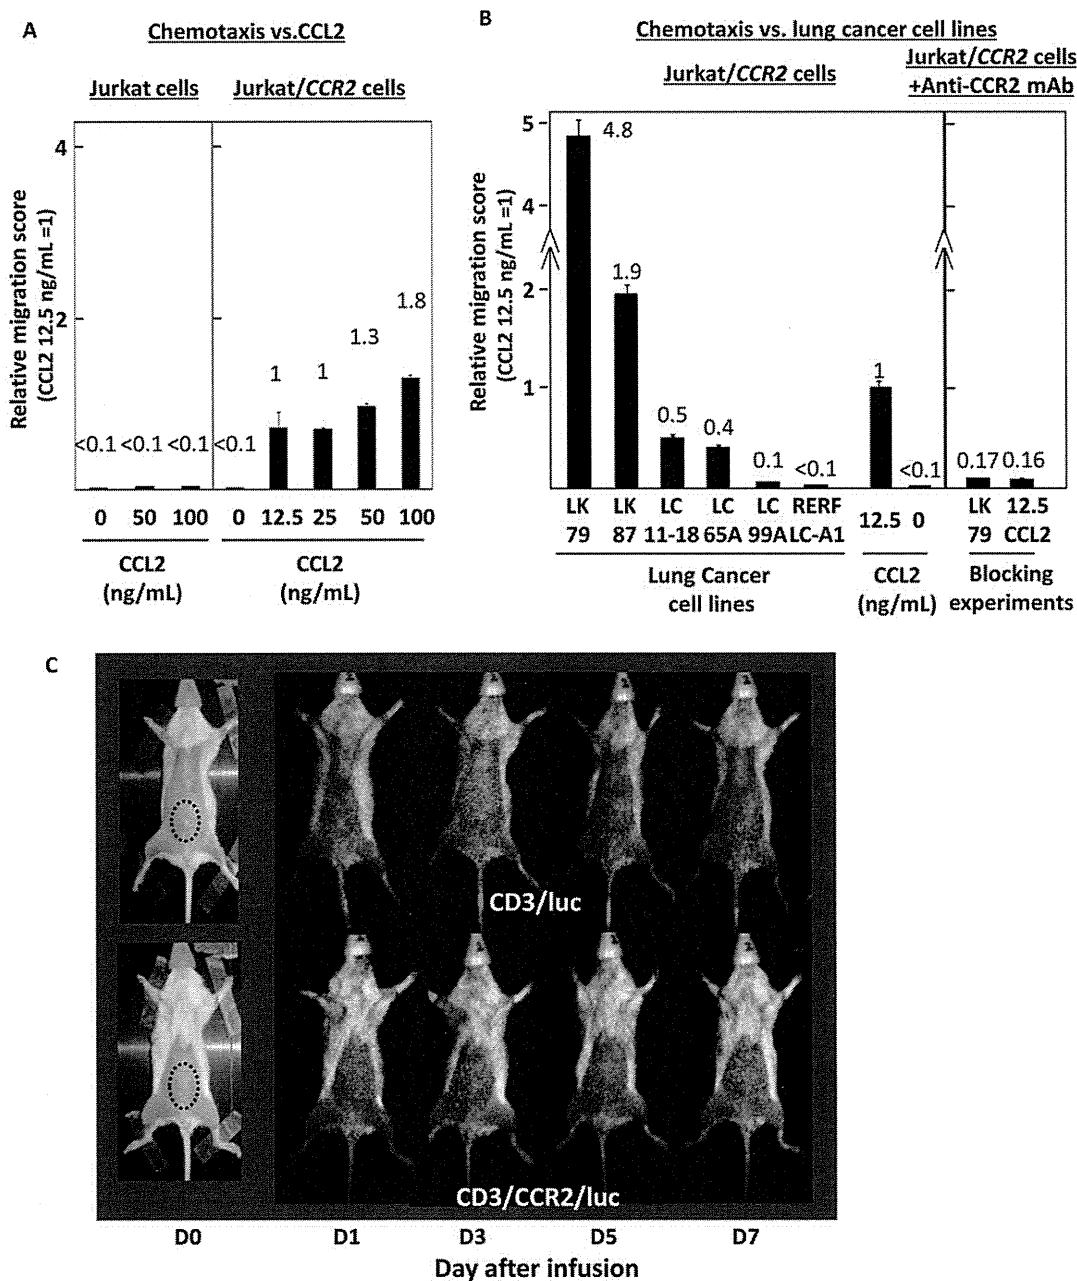 A
Chemotaxis vs.CCL2
Jurkat cells
Jurkat/CCR2 cells
Relative migration score
(CCL2 12.5 ng/mL =1)
4
2
<0.1 <0.1 <0.1 <0.1 1 1 1.3 1.8
0 50 100 0 12.5 25 50 100
CCL2
(ng/mL)
CCL2
(ng/mL)
B
Chemotaxis vs. lung cancer cell lines
Jurkat/CCR2 cells
Jurkat/CCR2 cells
+Anti-CCR2 mAb
Relative migration score
(CCL2 12.5 ng/mL =1)
5
4
2
1
4.8 1.9 0.5 0.4 0.1 <0.1 1 <0.1 0.17 0.16
LK
79
LK
87
LC
11-18
LC
65A
LC
99A
RERF
LC-A1
12.5 0
LK
79
12.5
CCL2
Lung Cancer
cell lines
CCL2
(ng/mL)
Blocking
experiments
C
CD3/luc
CD3/CCR2/luc
D0 D1 D3 D5 D7
Day after infusion